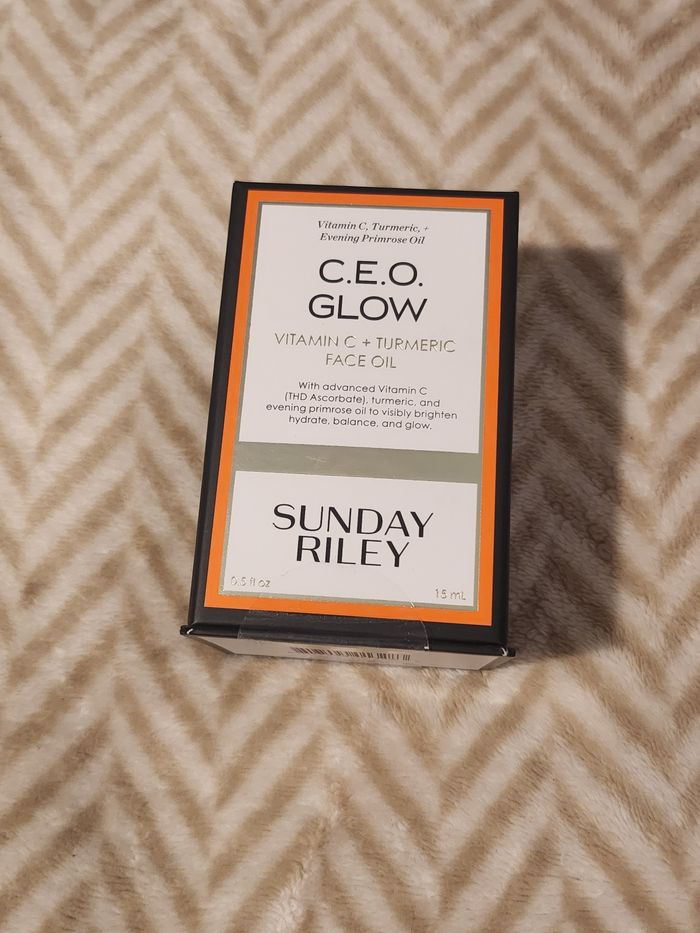 Vitamin C, Turmeric, +
Evening Primrose Oil
C.E.O.
GLOW
VITAMIN C + TURMERIC
FACE OIL
With advanced Vitamin C
(THD Ascorbate), turmeric, and
evening primrose oil to visibly brighten
hydrate, balance, and glow.
SUNDAY
RILEY
0.5 fl oz
15 mL